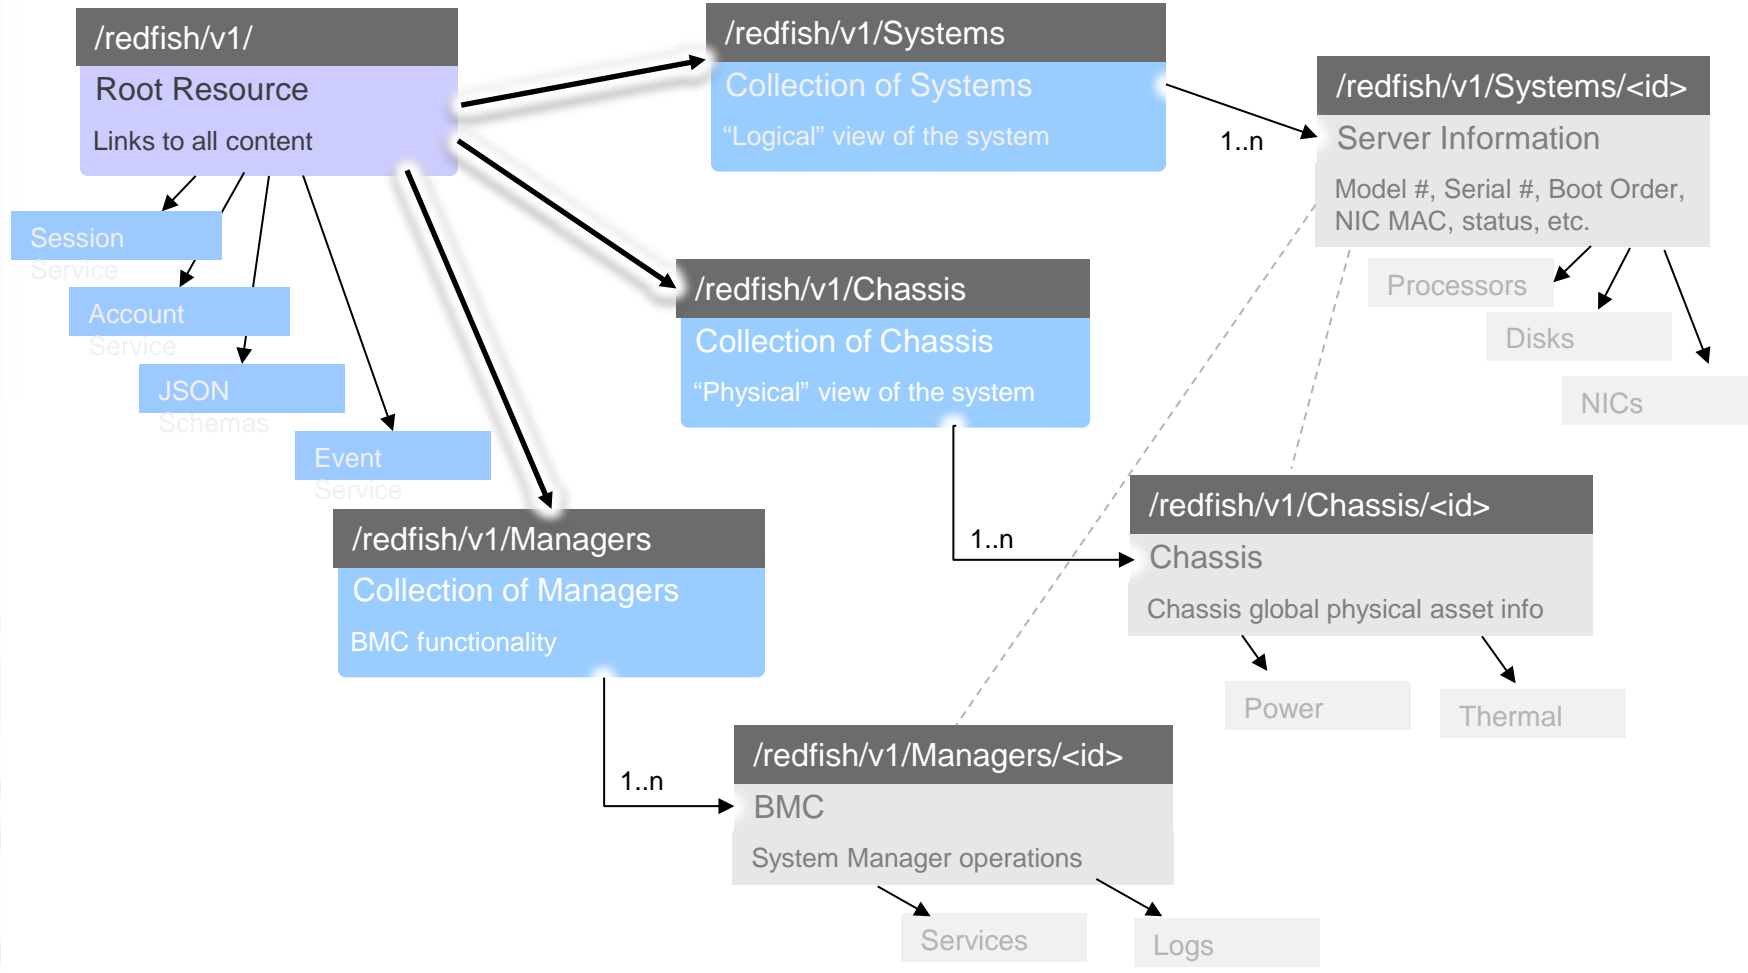 /redfish/v1/
Root Resource
Links to all content
Session
Service
Account
Service
JSON
Schemas
Event
Service
/redfish/v1/Systems
Collection of Systems
“Logical” view of the system
1..n
/redfish/v1/Systems/<id>
Server Information
Model #, Serial #, Boot Order,
NIC MAC, status, etc.
Processors
Disks
NICs
/redfish/v1/Chassis
Collection of Chassis
“Physical” view of the system
1..n
/redfish/v1/Chassis/<id>
Chassis
Chassis global physical asset info
Power
Thermal
/redfish/v1/Managers
Collection of Managers
BMC functionality
1..n
/redfish/v1/Managers/<id>
BMC
System Manager operations
Services
Logs